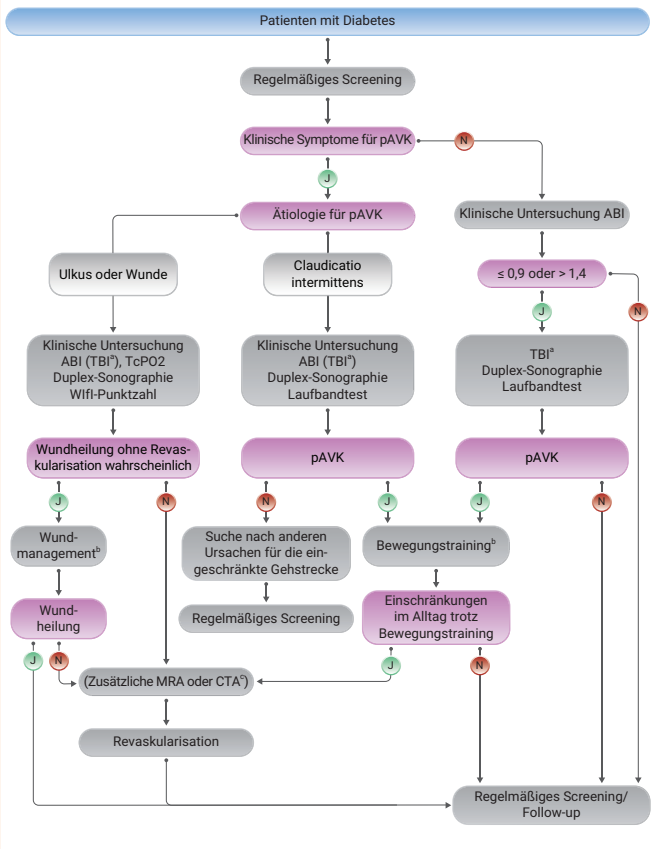 Patienten mit Diabetes
Regelmäßiges Screening
Klinische Symptome für pAVK
N
J
Ätiologie für pAVK
Klinische Untersuchung ABI
Ulkus oder Wunde
Claudicatio
intermittens
≤ 0,9 oder > 1,4
J
N
Klinische Untersuchung
ABI (TBIᵃ), TcPO2
Duplex-Sonographie
WIfI-Punktzahl
Klinische Untersuchung
ABI (TBIᵃ)
Duplex-Sonographie
Laufbandtest
TBIᵃ
Duplex-Sonographie
Laufbandtest
Wundheilung ohne Revas-
kularisation wahrscheinlich
pAVK
pAVK
J
N
N
J
J
N
Wund-
managementᵇ
Suche nach anderen
Ursachen für die ein-
geschränkte Gehstrecke
Bewegungstrainingᵇ
Wund-
heilung
Regelmäßiges Screening
Einschränkungen
im Alltag trotz
Bewegungstraining
J
N
J
N
(Zusätzliche MRA oder CTAᶜ)
Revaskularisation
Regelmäßiges Screening/
Follow-up